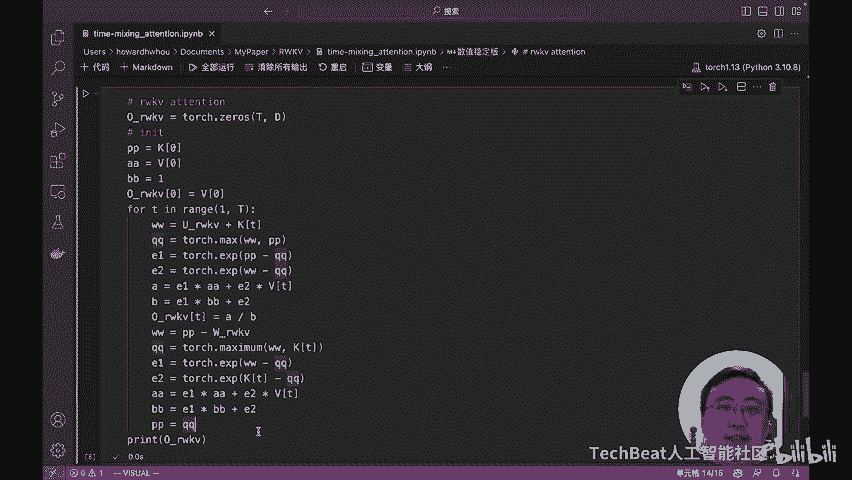 搜索
time-mixing_attention.ipynb
Users > howardhwhou > Documents > MyPaper > RWKV > time-mixing_attention.ipynb > M↓数值稳定版 > # rwkv attention
+ 代码 + Markdown 全部运行 清除所有输出 重启 变量 大纲 ... torch1.13 (Python 3.10.8)
# rwkv attention
O_rwkv = torch.zeros(T, D)
# init
pp = K[0]
aa = V[0]
bb = 1
O_rwkv[0] = V[0]
for t in range(1, T):
ww = U_rwkv + K[t]
qq = torch.max(ww, pp)
e1 = torch.exp(pp - qq)
e2 = torch.exp(ww - qq)
a = e1 * aa + e2 * V[t]
b = e1 * bb + e2
O_rwkv[t] = a / b
ww = pp - W_rwkv
qq = torch.maximum(ww, K[t])
e1 = torch.exp(ww - qq)
e2 = torch.exp(K[t] - qq)
aa = e1 * aa + e2 * V[t]
bb = e1 * bb + e2
pp = qq
print(O_rwkv)
[6] 0.0s
TechBeat人工智能社区 bilibili
0 1 -- VISUAL -- 单元格 14/15